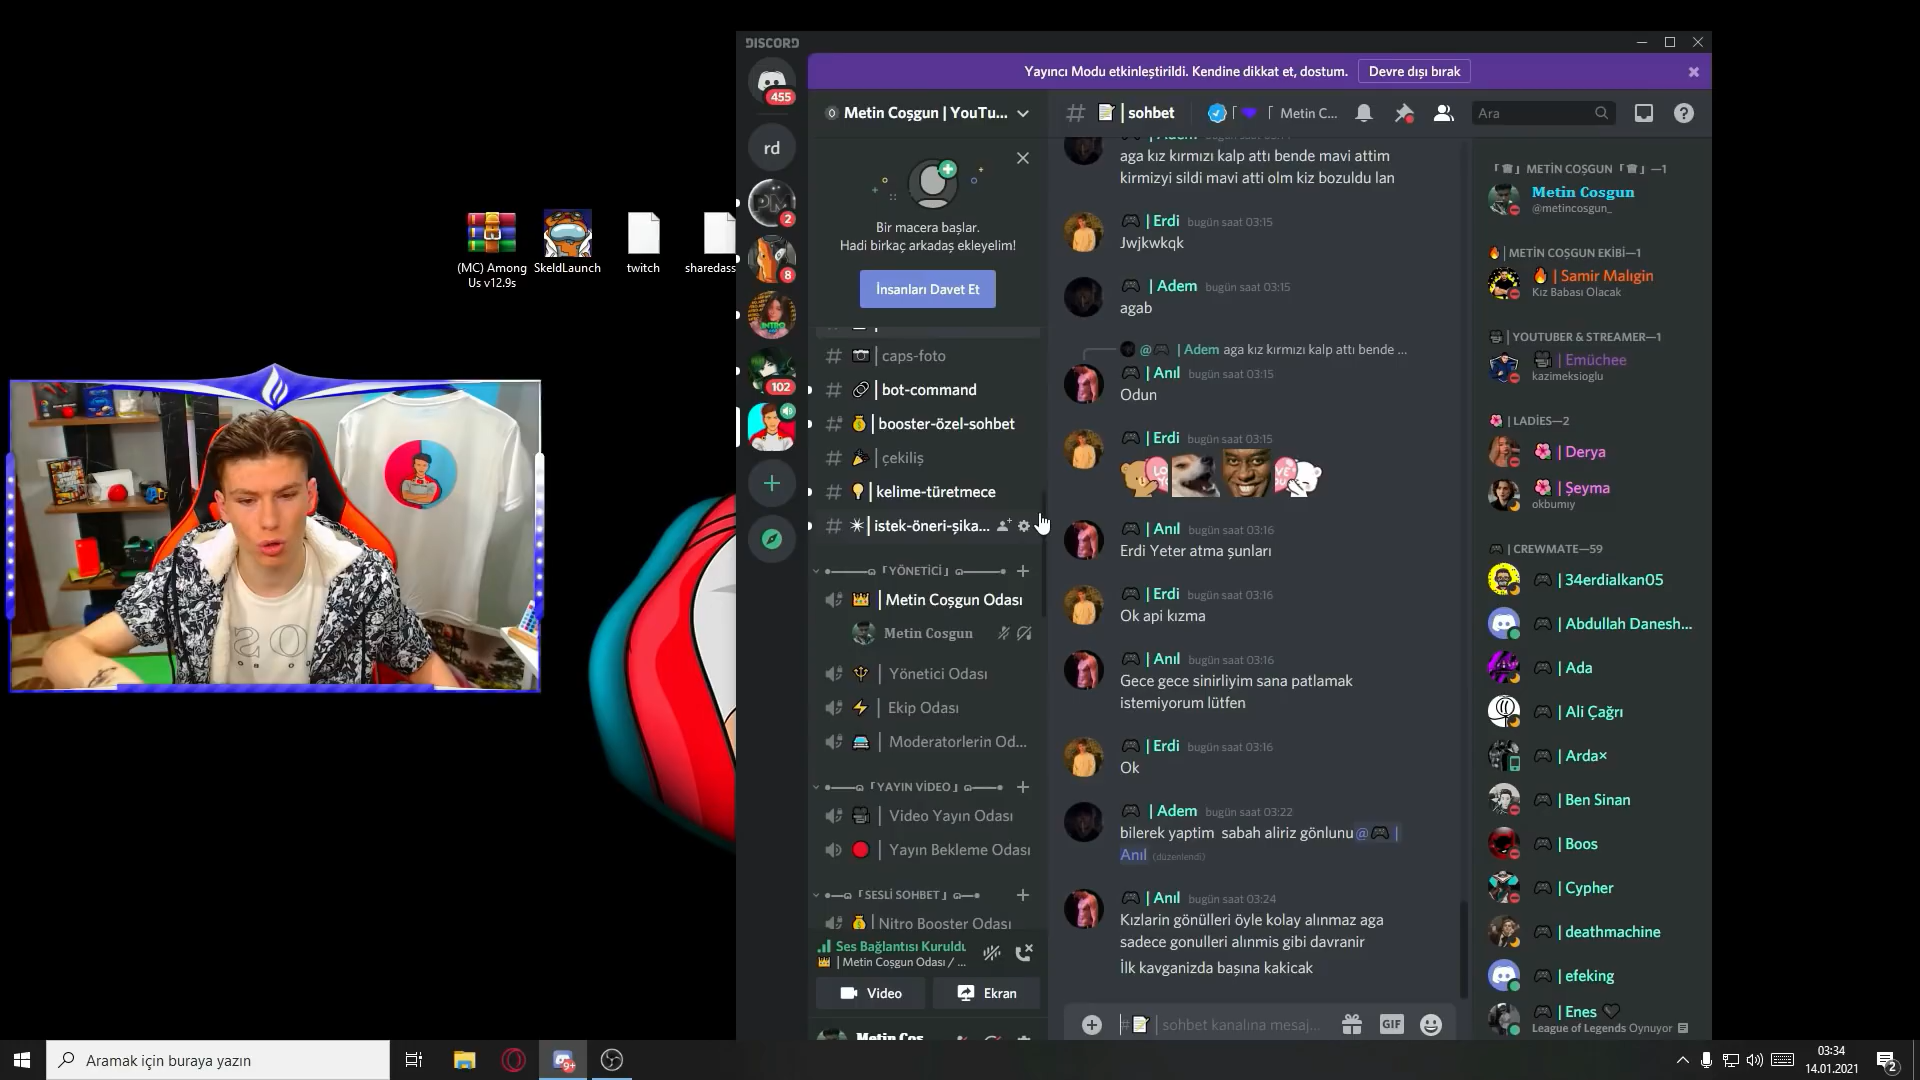 DISCORD
Yayıncı Modu etkinleştirildi. Kendine dikkat et, dostum.
Devre dışı bırak
455
rd
PM
2
8
INTRO
102
(MC) Among
Us v12.9s
SkeldLaunch
twitch
sharedass
Metin Coşgun | YouTu...
Bir macera başlar.
Hadi birkaç arkadaş ekleyelim!
İnsanları Davet Et
# | caps-foto
# | bot-command
# | booster-özel-sohbet
# | çekiliş
# | kelime-türetmece
# | istek-öneri-şika...
「YÖNETİCİ」
| Metin Coşgun Odası
Metin Cosgun
| Yönetici Odası
| Ekip Odası
| Moderatorlerin Od...
「YAYIN VİDEO」
| Video Yayın Odası
| Yayın Bekleme Odası
「SESLİ SOHBET」
| Nitro Booster Odası
Ses Bağlantısı Kuruldu
| Metin Coşgun Odası / ...
Video
Ekran
Metin Cos
# | sohbet
Metin C...
Ara
| Adem
aga kız kırmızı kalp attı bende mavi attim
kirmizyi sildi mavi atti olm kiz bozuldu lan
| Erdi bugün saat 03:15
Jwjkwkqk
| Adem bugün saat 03:15
agab
@ | Adem aga kız kırmızı kalp attı bende ...
| Anıl bugün saat 03:15
Odun
| Erdi bugün saat 03:15
| Anıl bugün saat 03:16
Erdi Yeter atma şunları
| Erdi bugün saat 03:16
Ok api kızma
| Anıl bugün saat 03:16
Gece gece sinirliyim sana patlamak
istemiyorum lütfen
| Erdi bugün saat 03:16
Ok
| Adem bugün saat 03:22
bilerek yaptim sabah aliriz gönlunu@ |
Anıl (düzenlendi)
| Anıl bugün saat 03:24
Kızlarin gönülleri öyle kolay alınmaz aga
sadece gonulleri alınmis gibi davranir
İlk kavganizda başına kakicak
# | sohbet kanalına mesaj...
GIF
「」 METİN COŞGUN 「」—1
Metin Cosgun
@metincosgun_
| METİN COŞGUN EKİBİ—1
| Samir Malıgin
Kız Babası Olacak
| YOUTUBER & STREAMER—1
| Emüchee
kazimeksioglu
| LADİES—2
| Derya
| Şeyma
okbumiy
| CREWMATE—59
| 34erdialkan05
| Abdullah Danesh...
| Ada
| Ali Çağrı
| Arda×
| Ben Sinan
| Boos
| Cypher
| deathmachine
| efeking
| Enes
League of Legends Oynuyor
Aramak için buraya yazın
9+
03:34
14.01.2021
2